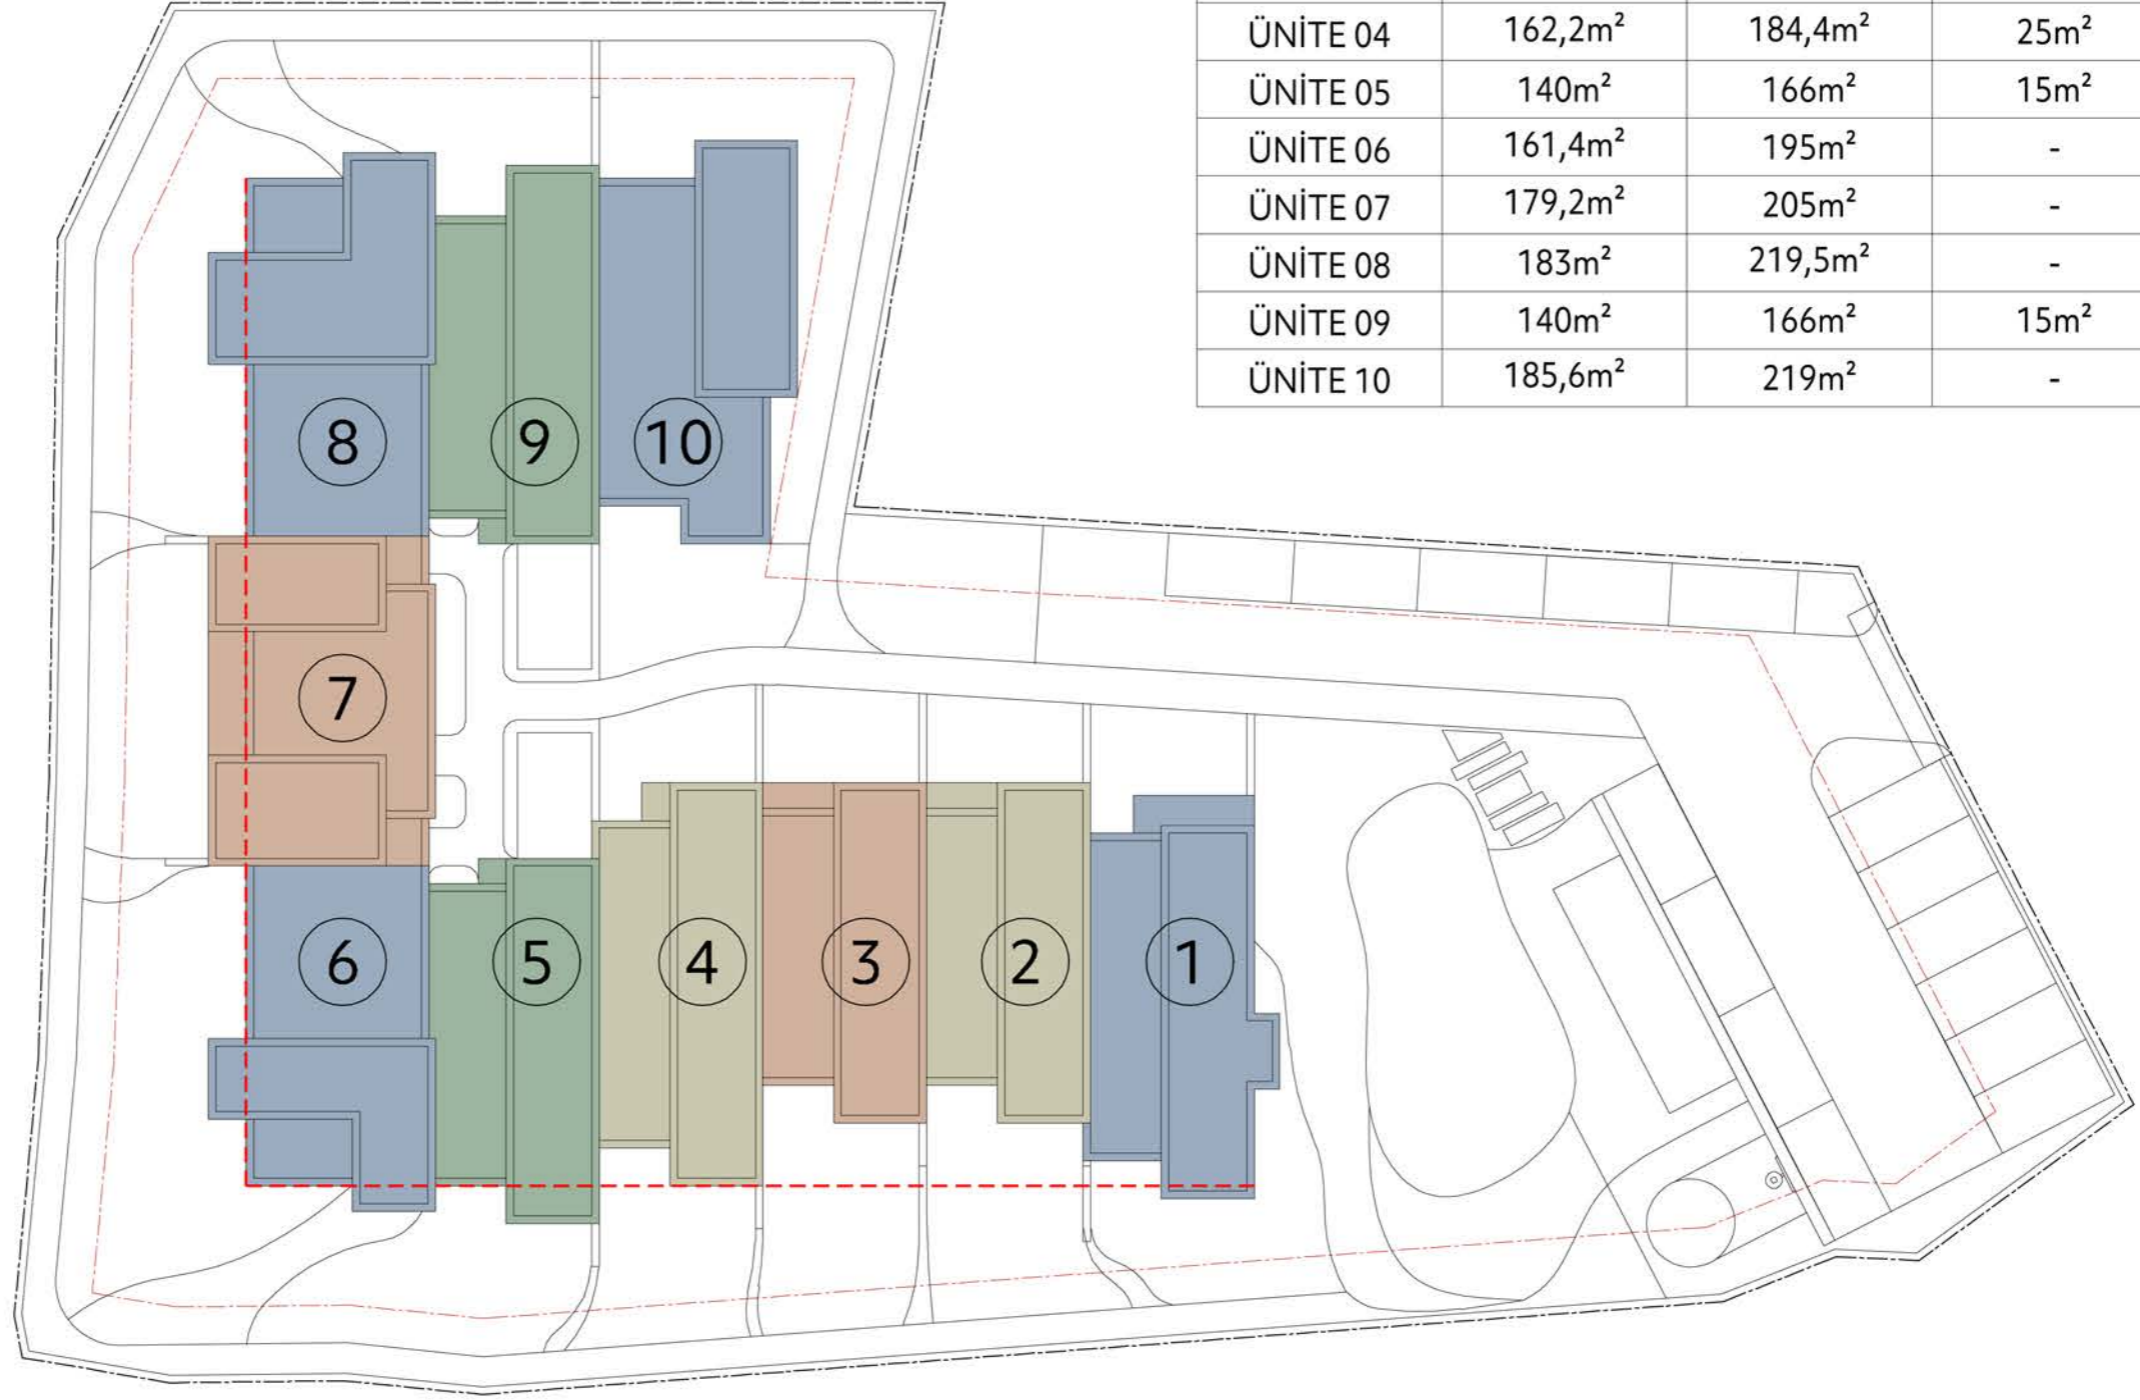 ÜNİTE 04 162,2m² 184,4m² 25m²
ÜNİTE 05 140m² 166m² 15m²
ÜNİTE 06 161,4m² 195m² -
ÜNİTE 07 179,2m² 205m² -
ÜNİTE 08 183m² 219,5m² -
ÜNİTE 09 140m² 166m² 15m²
ÜNİTE 10 185,6m² 219m² -
8 9 10
7
6 5 4 3 2 1